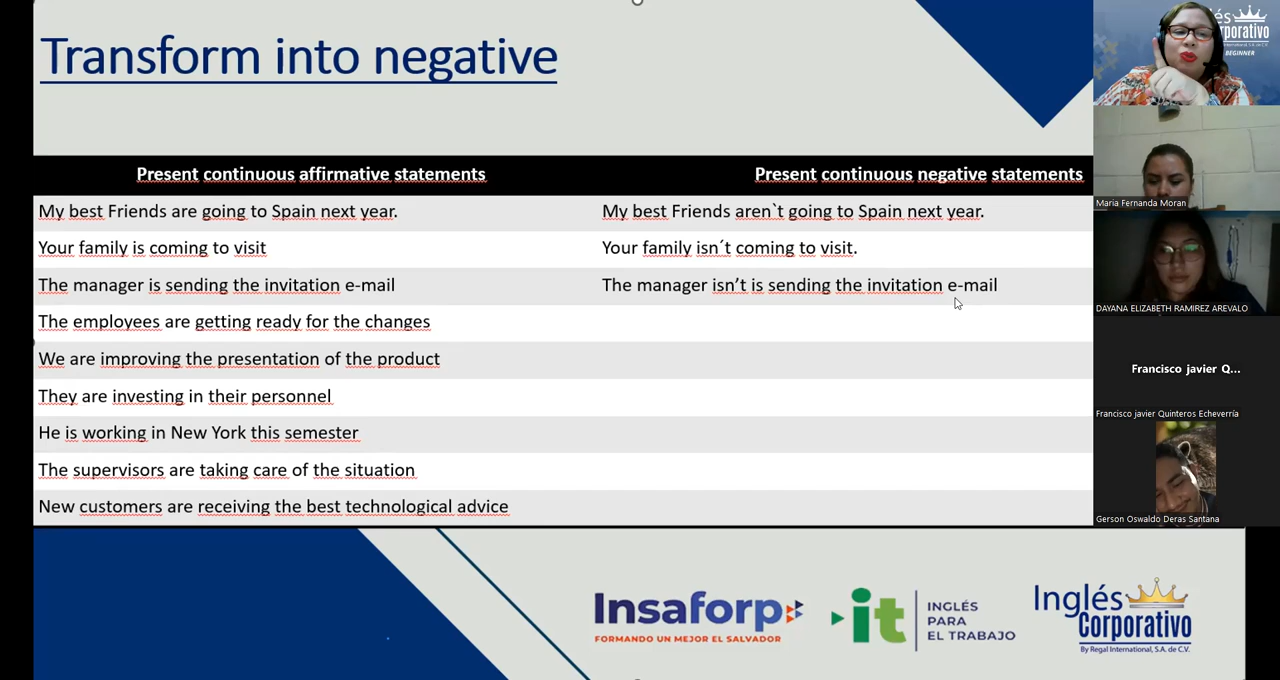 Transform into negative
Present continuous affirmative statements
Present continuous negative statements
My best Friends are going to Spain next year.
My best Friends aren`t going to Spain next year.
Your family is coming to visit
Your family isn´t coming to visit.
The manager is sending the invitation e-mail
The manager isn’t is sending the invitation e-mail
The employees are getting ready for the changes
We are improving the presentation of the product
They are investing in their personnel
He is working in New York this semester
The supervisors are taking care of the situation
New customers are receiving the best technological advice
Insaforp
FORMANDO UN MEJOR EL SALVADOR
it
INGLÉS
PARA
EL TRABAJO
Inglés
Corporativo
By Regal International, S.A. de C.V.
BEGINNER
Maria Fernanda Moran
DAYANA ELIZABETH RAMIREZ AREVALO
Francisco javier Q...
Francisco javier Quinteros Echeverría
Gerson Oswaldo Deras Santana